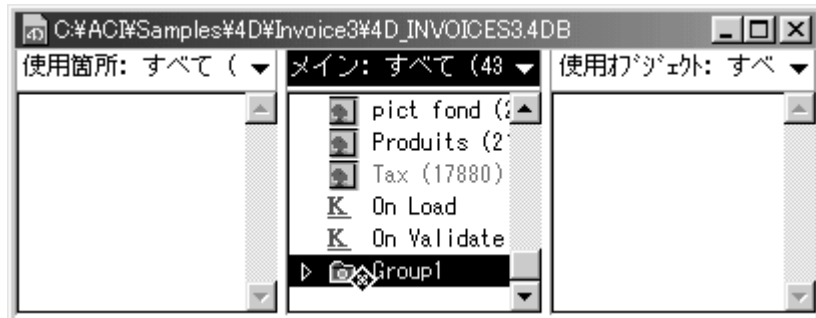 C:¥ACI¥Samples¥4D¥Invoice3¥4D_INVOICES3.4DB
使用箇所: すべて (
メイン: すべて (43
使用ｵﾌﾞｼﾞｪｸﾄ: すべ
pict fond (2
Produits (2
Tax (17880)
On Load
On Validate
Group1